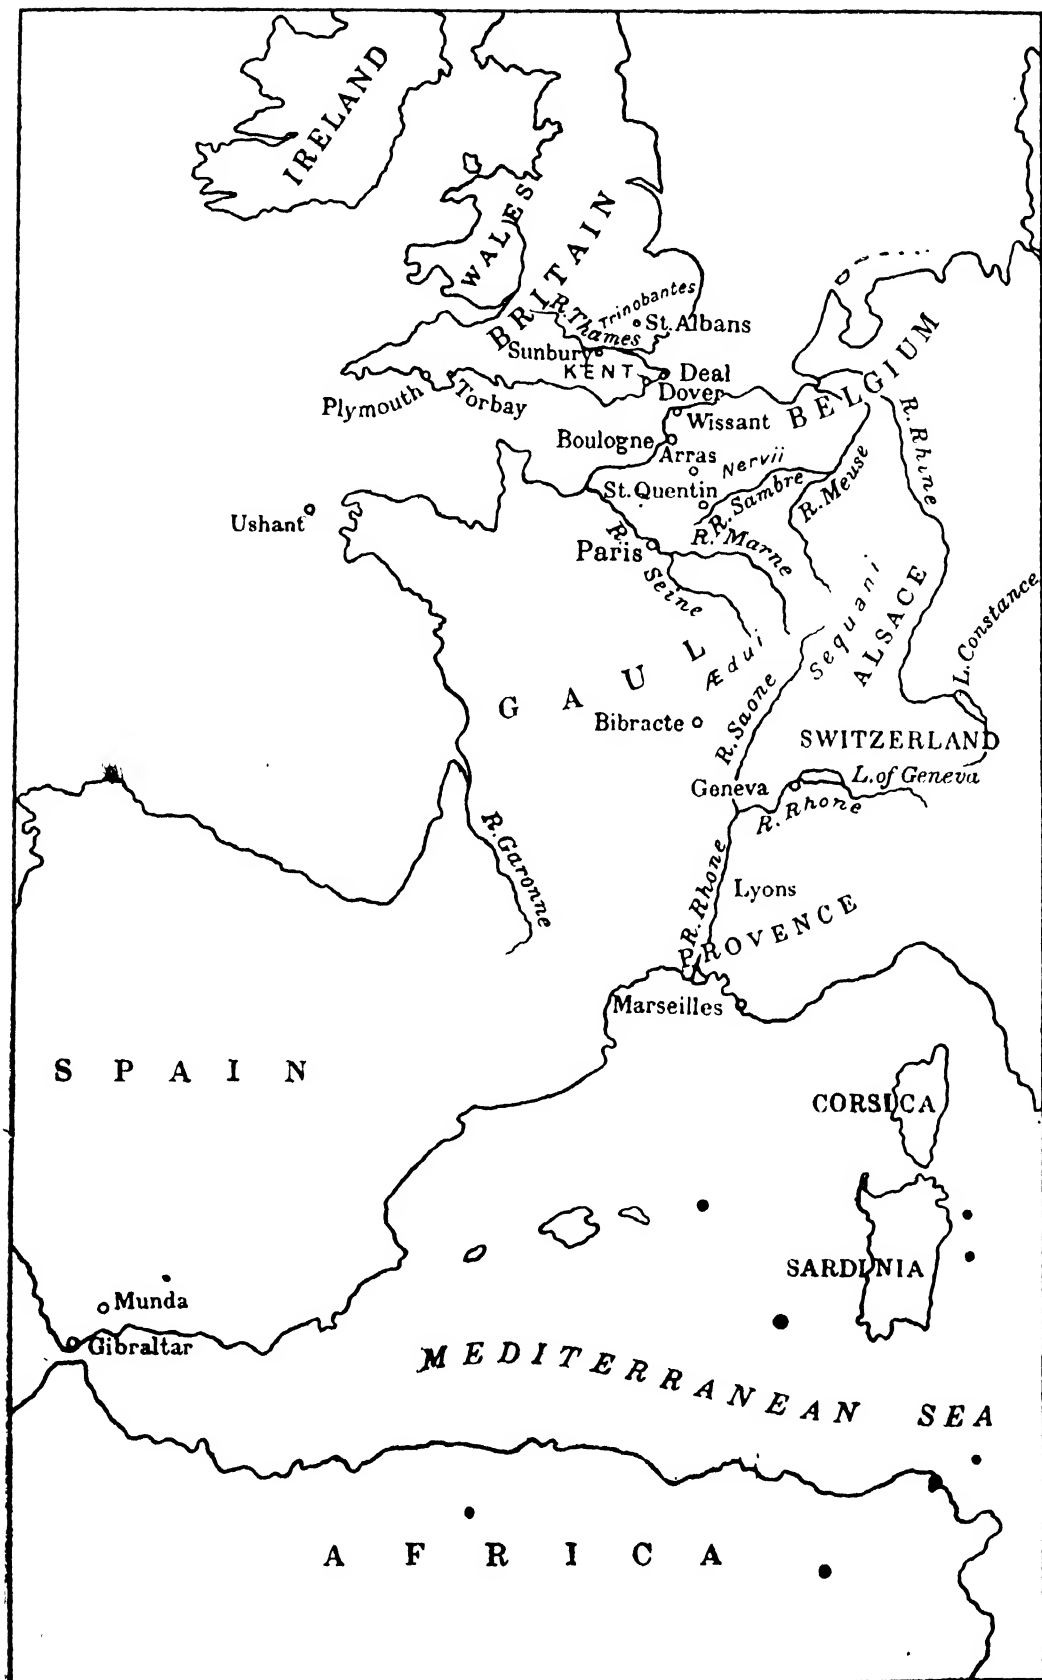 IRELAND
WALES
BRITAIN
R. Thames
Trinobantes
St. Albans
Sunbury
KENT
Deal
Dover
Plymouth
Torbay
Wissant
BELGIUM
Boulogne
Arras
Nervii
R. Rhine
St. Quentin
R. Sambre
R. Meuse
Ushant
Paris
R. Seine
R. Marne
Sequani
ALSACE
L. Constance
GAUL
Ædui
Bibracte
R. Saone
SWITZERLAND
Geneva
L. of Geneva
R. Rhone
R. Garonne
R. Rhone
Lyons
PROVENCE
Marseilles
SPAIN
CORSICA
SARDINIA
Munda
Gibraltar
MEDITERRANEAN SEA
AFRICA